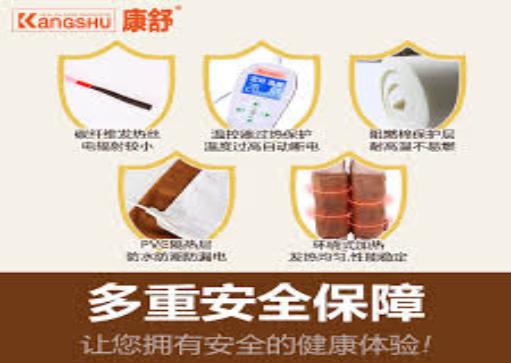 KANGSHU 康舒
碳纤维发热丝
电辐射较小
温控器过热保护
温度过高自动断电
阻燃棉保护层
耐高温不易燃
PVC隔热层
防水防潮防漏电
环绕式加热
发热均匀,性能稳定
多重安全保障
让您拥有安全的健康体验!